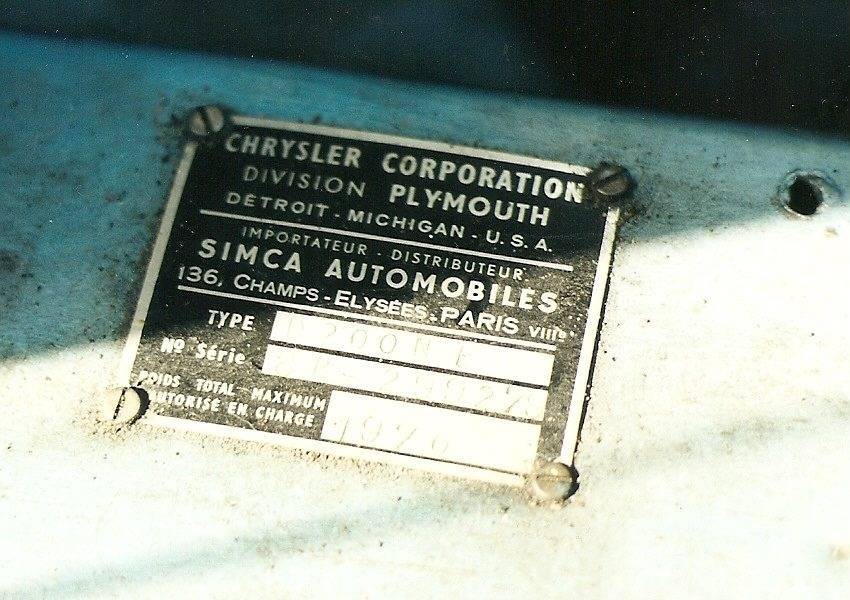 CHRYSLER CORPORATION
DIVISION PLYMOUTH
DÉTROIT - MICHIGAN - U.S.A.
IMPORTATEUR - DISTRIBUTEUR
SIMCA AUTOMOBILES
136, CHAMPS-ELYSÉES. PARIS VIIIe
TYPE
Nº Série
POIDS TOTAL MAXIMUM
AUTORISÉ EN CHARGE